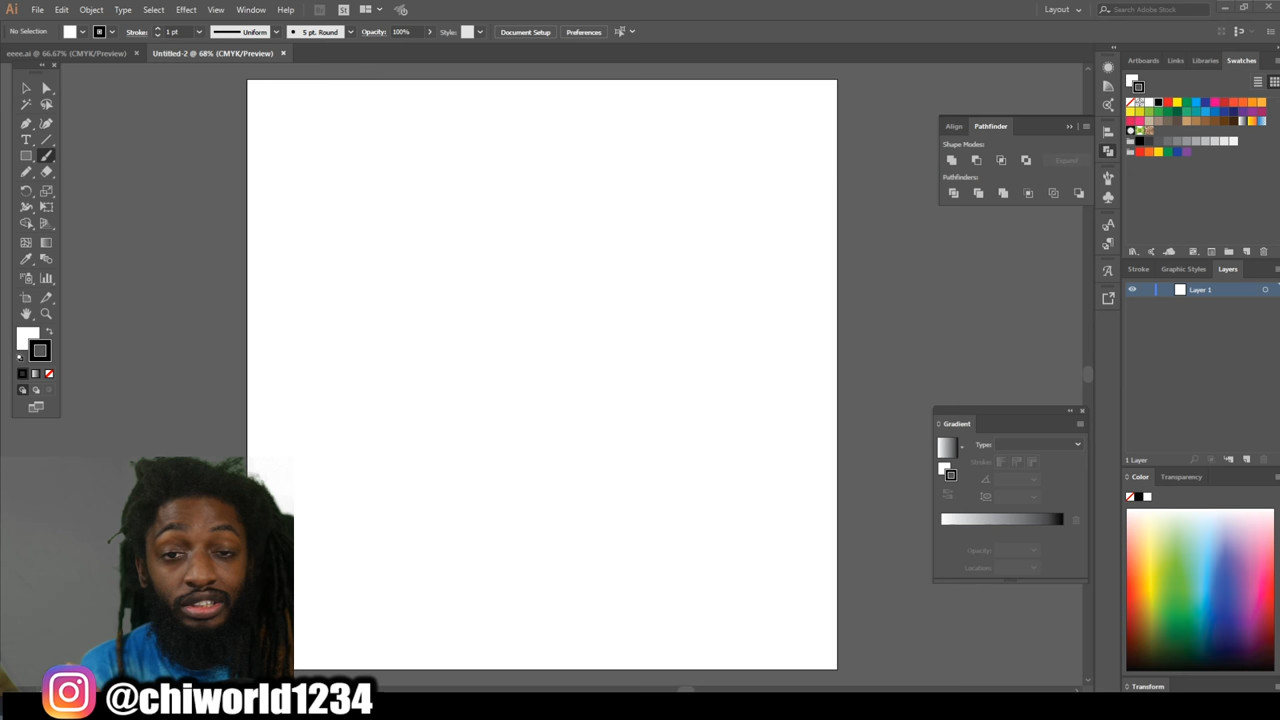 Ai File Edit Object Type Select Effect View Window Help Br St Layout Search Adobe Stock
No Selection Stroke: 1 pt Uniform 5 pt. Round Opacity: 100% Style: Document Setup Preferences
eeee.ai @ 66.67% (CMYK/Preview) × Untitled-2 @ 68% (CMYK/Preview) ×
Artboards Links Libraries Swatches
Align Pathfinder
Shape Modes:
Expand
Pathfinders:
Stroke Graphic Styles Layers
Layer 1
1 Layer
Gradient
Type:
Stroke:
Opacity:
Location:
Color Transparency
Transform
@chiworld1234